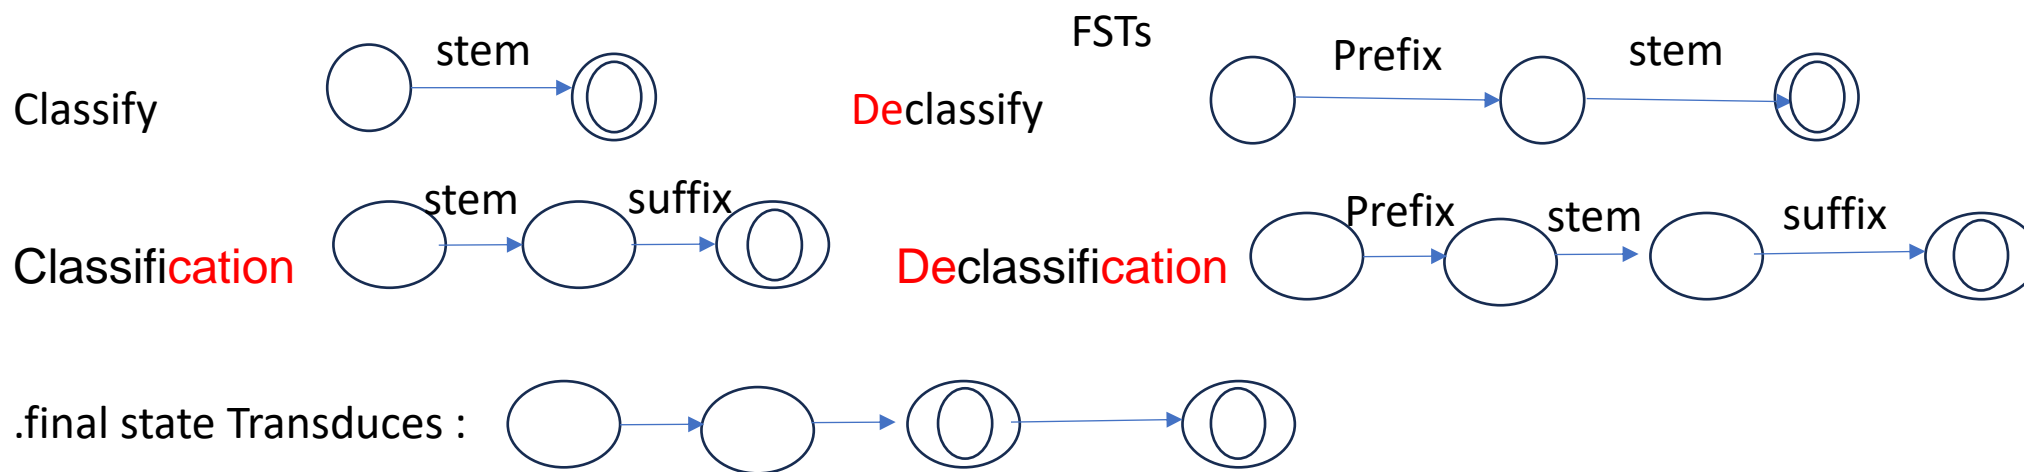 FSTs
Classify stem
Declassify Prefix stem
Classification stem suffix
Declassification Prefix stem suffix
.final state Transduces :